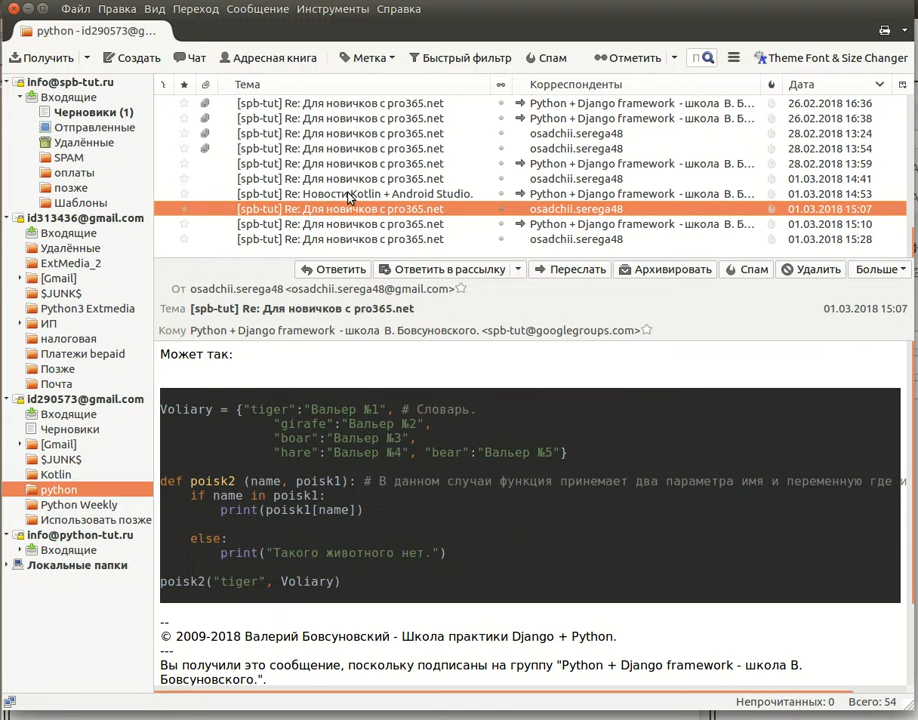 Файл Правка Вид Переход Сообщение Инструменты Справка
python - id290573@g...
Получить Создать Чат Адресная книга Метка Быстрый фильтр Спам Отметить Theme Font & Size Changer
Тема Корреспонденты Дата
info@spb-tut.ru
Входящие
Черновики (1)
Отправленные
Удалённые
SPAM
оплаты
позже
Шаблоны
id313436@gmail.com
Входящие
Удалённые
ExtMedia_2
[Gmail]
$JUNK$
Python3 Extmedia
ИП
налоговая
Платежи bepaid
Позже
Почта
id290573@gmail.com
Входящие
Черновики
[Gmail]
$JUNK$
Kotlin
python
Python Weekly
Использовать позже
info@python-tut.ru
Входящие
Локальные папки
[spb-tut] Re: Для новичков с pro365.net Python + Django framework - школа В. Б... 26.02.2018 16:36
[spb-tut] Re: Для новичков с pro365.net Python + Django framework - школа В. Б... 26.02.2018 16:38
[spb-tut] Re: Для новичков с pro365.net osadchii.serega48 28.02.2018 13:24
[spb-tut] Re: Для новичков с pro365.net osadchii.serega48 28.02.2018 13:54
[spb-tut] Re: Для новичков с pro365.net Python + Django framework - школа В. Б... 28.02.2018 13:59
[spb-tut] Re: Для новичков с pro365.net osadchii.serega48 01.03.2018 14:41
[spb-tut] Re: Новости Kotlin + Android Studio. Python + Django framework - школа В. Б... 01.03.2018 14:53
[spb-tut] Re: Для новичков с pro365.net osadchii.serega48 01.03.2018 15:07
[spb-tut] Re: Для новичков с pro365.net Python + Django framework - школа В. Б... 01.03.2018 15:10
[spb-tut] Re: Для новичков с pro365.net osadchii.serega48 01.03.2018 15:28
Ответить Ответить в рассылку Переслать Архивировать Спам Удалить Больше
От osadchii.serega48 <osadchii.serega48@gmail.com>
Тема [spb-tut] Re: Для новичков с pro365.net 01.03.2018 15:07
Кому Python + Django framework - школа В. Бовсуновского. <spb-tut@googlegroups.com>
Может так:
Voliary = {"tiger":"Вальер №1", # Словарь.
"girafe":"Вальер №2",
"boar":"Вальер №3",
"hare":"Вальер №4", "bear":"Вальер №5"}
def poisk2 (name, poisk1): # В данном случаи функция принемает два параметра имя и переменную где и
if name in poisk1:
print(poisk1[name])
else:
print("Такого животного нет.")
poisk2("tiger", Voliary)
--
© 2009-2018 Валерий Бовсуновский - Школа практики Django + Python.
---
Вы получили это сообщение, поскольку подписаны на группу "Python + Django framework - школа В.
Бовсуновского.".
Непрочитанных: 0 Всего: 54